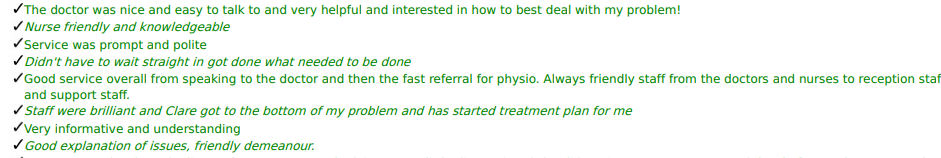 ✓The doctor was nice and easy to talk to and very helpful and interested in how to best deal with my problem!
✓Nurse friendly and knowledgeable
✓Service was prompt and polite
✓Didn't have to wait straight in got done what needed to be done
✓Good service overall from speaking to the doctor and then the fast referral for physio. Always friendly staff from the doctors and nurses to reception staf
and support staff.
✓Staff were brilliant and Clare got to the bottom of my problem and has started treatment plan for me
✓Very informative and understanding
✓Good explanation of issues, friendly demeanour.